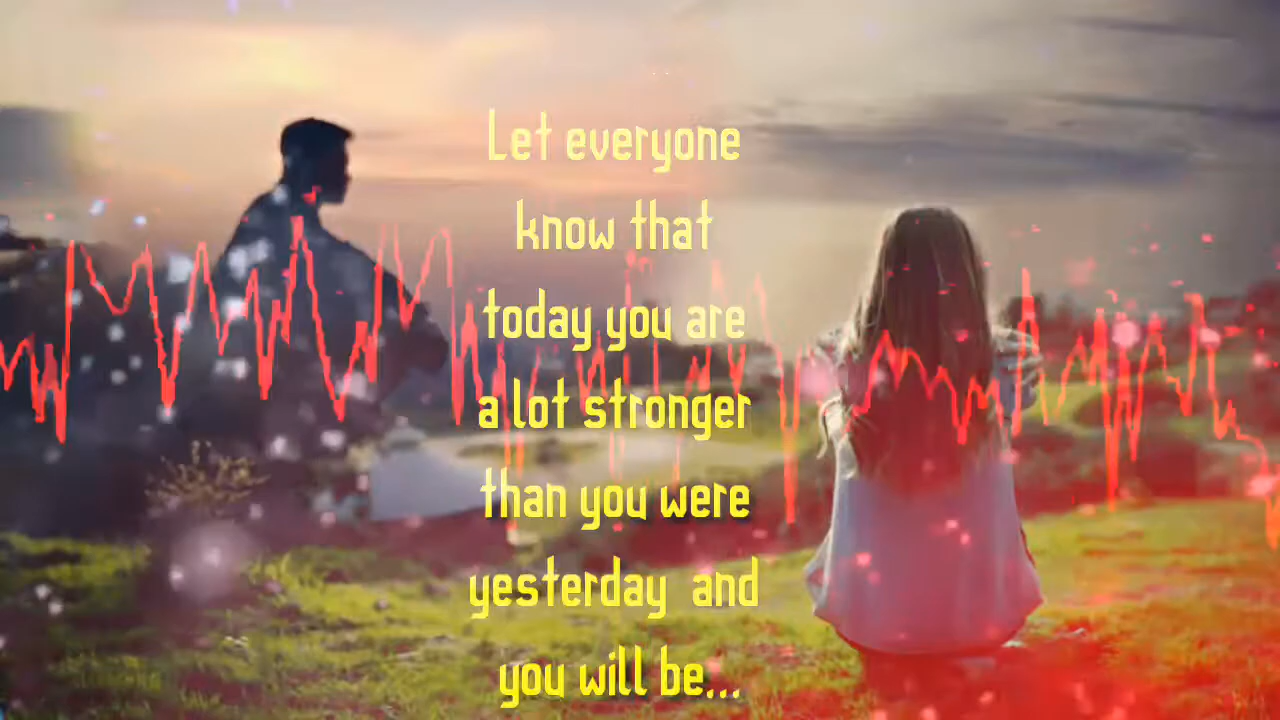 Let everyone
know that
today you are
a lot stronger
than you were
yesterday and
you will be...